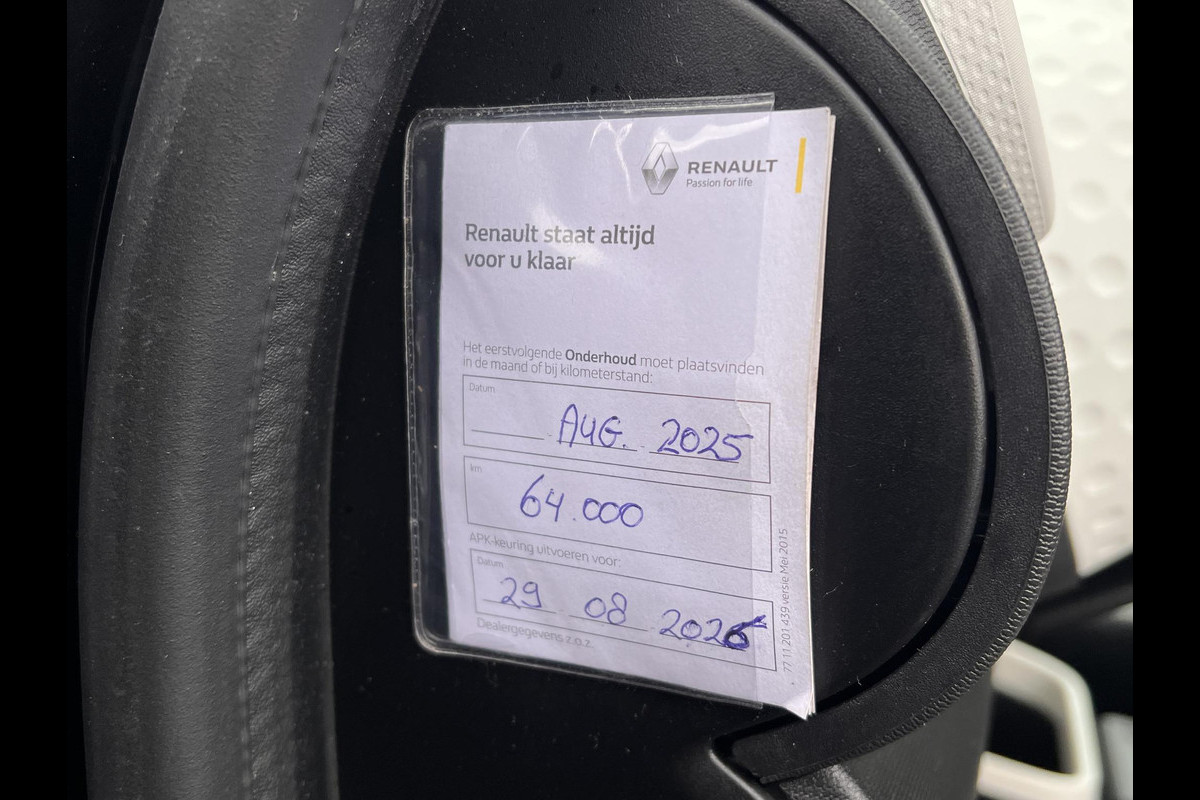 RENAULT
Passion for life
Renault staat altijd
voor u klaar
Het eerstvolgende Onderhoud moet plaatsvinden
in de maand of bij kilometerstand:
Datum
AUG. 2025
km
64.000
APK-keuring uitvoeren voor:
Datum
29 08 2026
Dealergegevens z.o.z.
77 11 201 439 versie Mei 2015